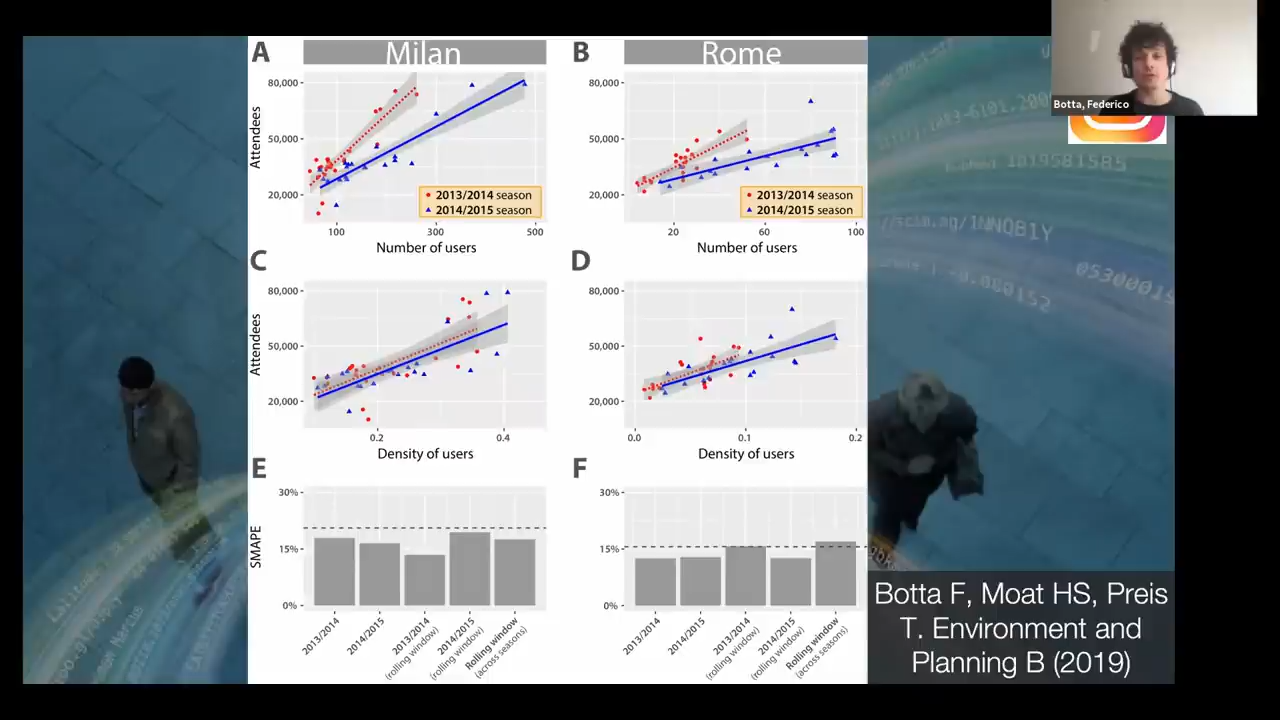 A
Milan
B
Rome
Botta, Federico
80,000
50,000
20,000
Attendees
2013/2014 season
2014/2015 season
100
300
500
Number of users
80,000
50,000
20,000
2013/2014 season
2014/2015 season
20
60
100
Number of users
C
80,000
50,000
20,000
Attendees
0.2
0.4
Density of users
D
80,000
50,000
20,000
0.0
0.1
0.2
Density of users
E
30%
15%
0%
SMAPE
2013/2014
2014/2015
2013/2014
(rolling window)
2014/2015
(rolling window)
Rolling window
(across seasons)
F
30%
15%
0%
2013/2014
2014/2015
2013/2014
(rolling window)
2014/2015
(rolling window)
Rolling window
(across seasons)
Botta F, Moat HS, Preis
T. Environment and
Planning B (2019)